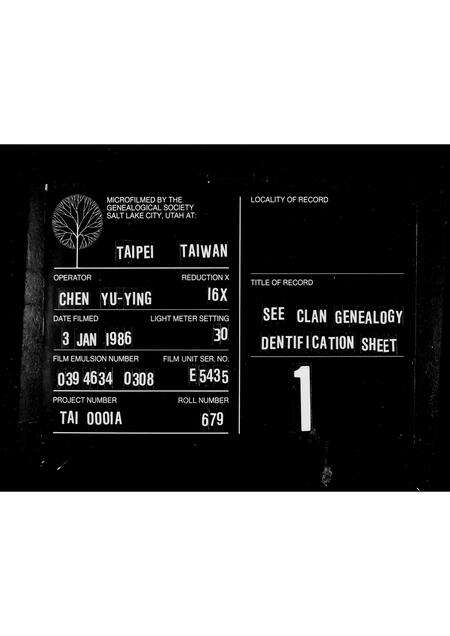 MICROFILMED BY THE
GENEALOGICAL SOCIETY
SALT LAKE CITY, UTAH AT:
TAIPEI TAIWAN
OPERATOR REDUCTION X
CHEN YU-YING 16X
DATE FILMED LIGHT METER SETTING
3 JAN 1986 30
FILM EMULSION NUMBER FILM UNIT SER. NO.
039 4634 0308 E 5435
PROJECT NUMBER ROLL NUMBER
TAI 0001A 679
LOCALITY OF RECORD
TITLE OF RECORD
SEE CLAN GENEALOGY
DENTIFICATION SHEET
1